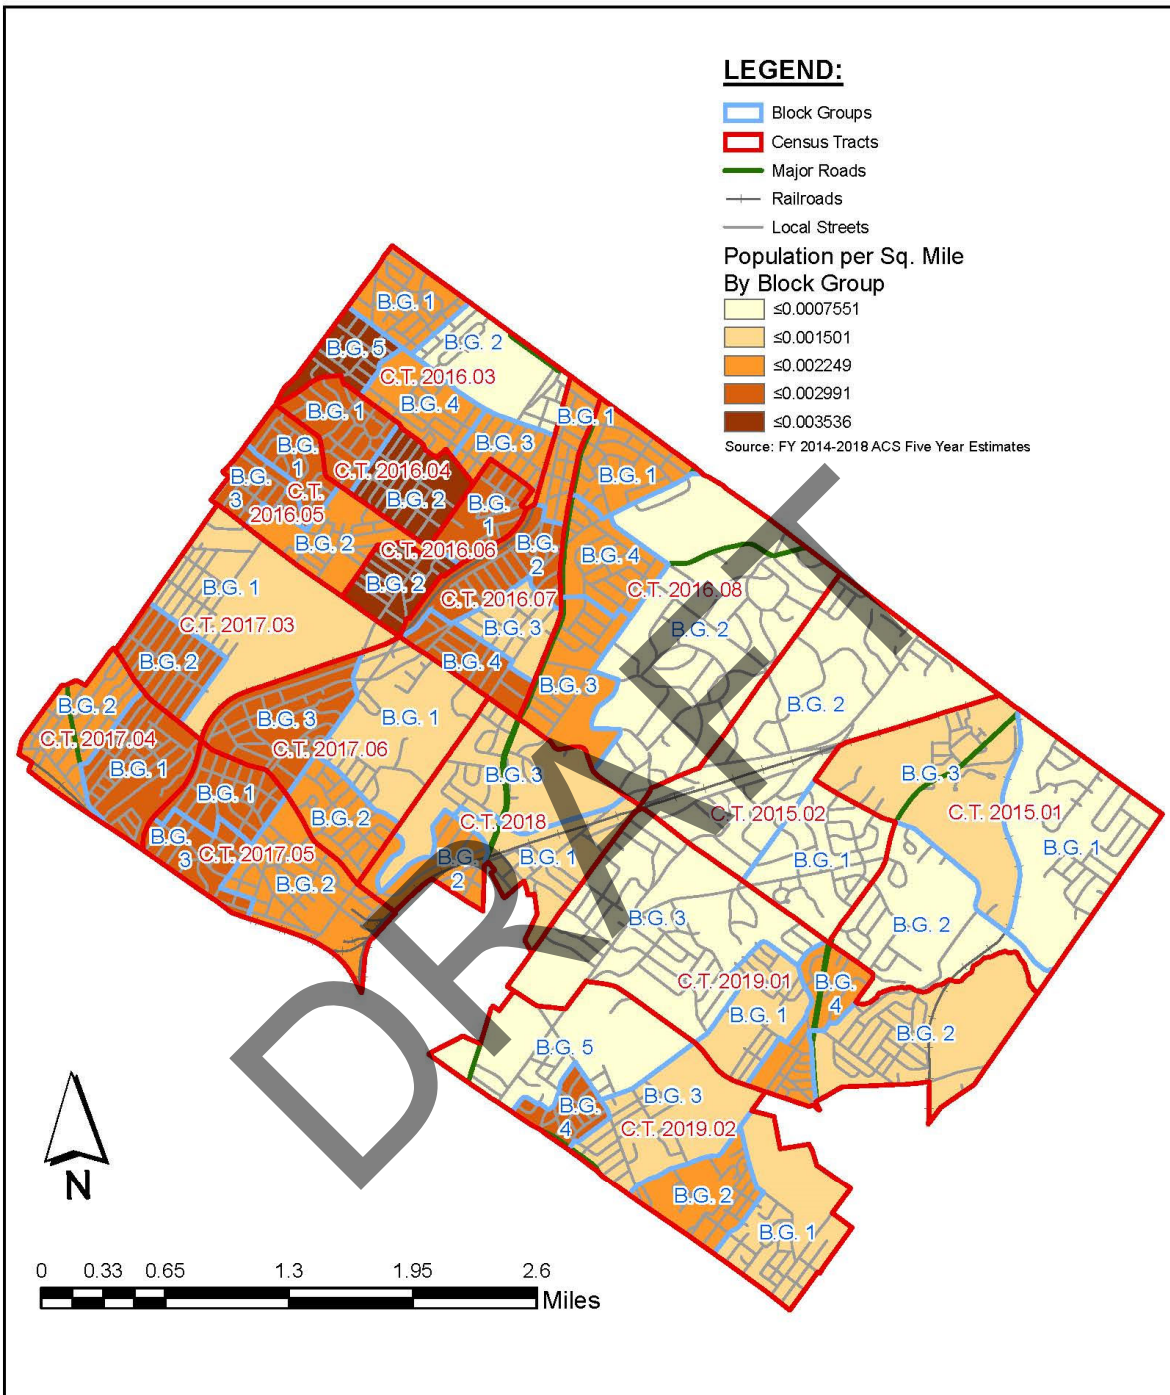 LEGEND:
Block Groups
Census Tracts
Major Roads
Railroads
Local Streets
Population per Sq. Mile
By Block Group
≤0.0007551
≤0.001501
≤0.002249
≤0.002991
≤0.003536
Source: FY 2014-2018 ACS Five Year Estimates
B.G. 1
B.G. 2
B.G. 5
C.T. 2016.03
B.G. 4
B.G. 1
B.G. 1
B.G. 3
B.G.
1
C.T. 2016.04
B.G. 1
B.G.
3
C.T.
2016.05
B.G. 2
B.G.
1
B.G. 2
C.T. 2016.06
B.G.
2
B.G. 4
B.G. 2
C.T. 2016.07
C.T. 2016.08
B.G. 1
B.G. 3
B.G. 2
C.T. 2017.03
B.G. 2
B.G. 4
B.G. 3
B.G. 2
B.G. 2
B.G. 3
B.G. 1
C.T. 2017.04
C.T. 2017.06
B.G. 1
B.G. 3
B.G. 3
B.G. 1
C.T. 2018
C.T. 2015.02
C.T. 2015.01
B.G. 2
B.G.
3
C.T. 2017.05
B.G. 2
B.G.
2
B.G. 1
B.G. 1
B.G. 1
B.G. 3
B.G. 2
C.T. 2019.01
B.G.
4
B.G. 1
B.G. 2
B.G. 5
B.G. 3
B.G.
4
C.T. 2019.02
B.G. 2
B.G. 1
DRAFT
N
0 0.33 0.65 1.3 1.95 2.6
Miles